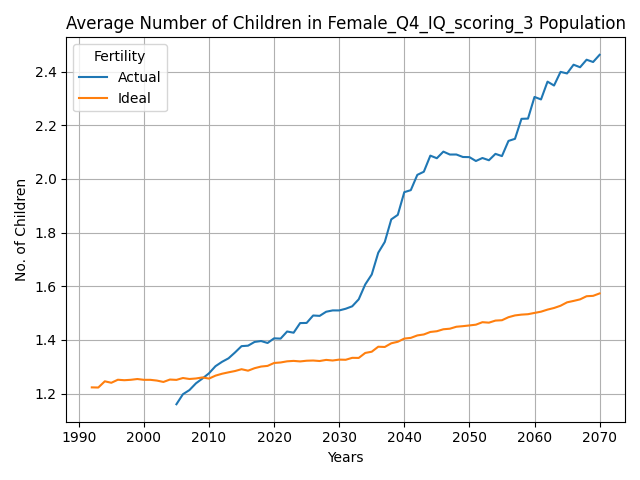 Average Number of Children in Female_Q4_IQ_scoring_3 Population
Fertility
Actual
Ideal
No. of Children
2.4
2.2
2.0
1.8
1.6
1.4
1.2
1990 2000 2010 2020 2030 2040 2050 2060 2070
Years